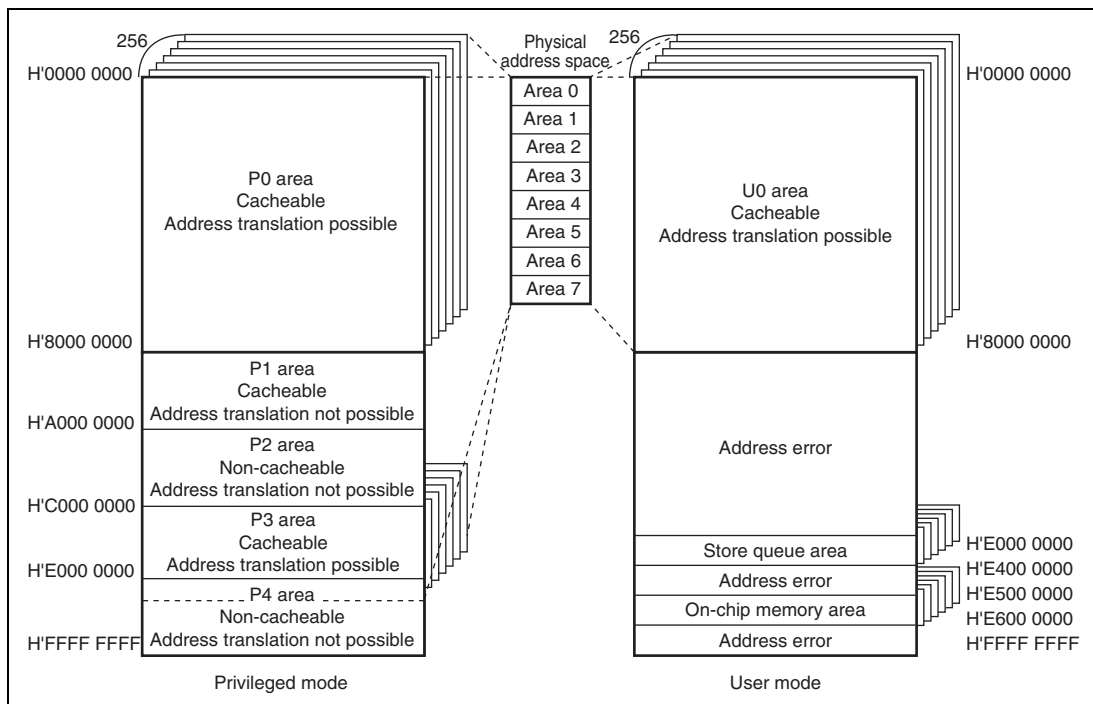 256
H'0000 0000
P0 area
Cacheable
Address translation possible
H'8000 0000
P1 area
Cacheable
Address translation not possible
H'A000 0000
P2 area
Non-cacheable
Address translation not possible
H'C000 0000
P3 area
Cacheable
Address translation possible
H'E000 0000
P4 area
Non-cacheable
Address translation not possible
H'FFFF FFFF
Privileged mode
Physical
address space
Area 0
Area 1
Area 2
Area 3
Area 4
Area 5
Area 6
Area 7
256
H'0000 0000
U0 area
Cacheable
Address translation possible
H'8000 0000
Address error
Store queue area
H'E000 0000
Address error
H'E400 0000
On-chip memory area
H'E500 0000
Address error
H'E600 0000
H'FFFF FFFF
User mode